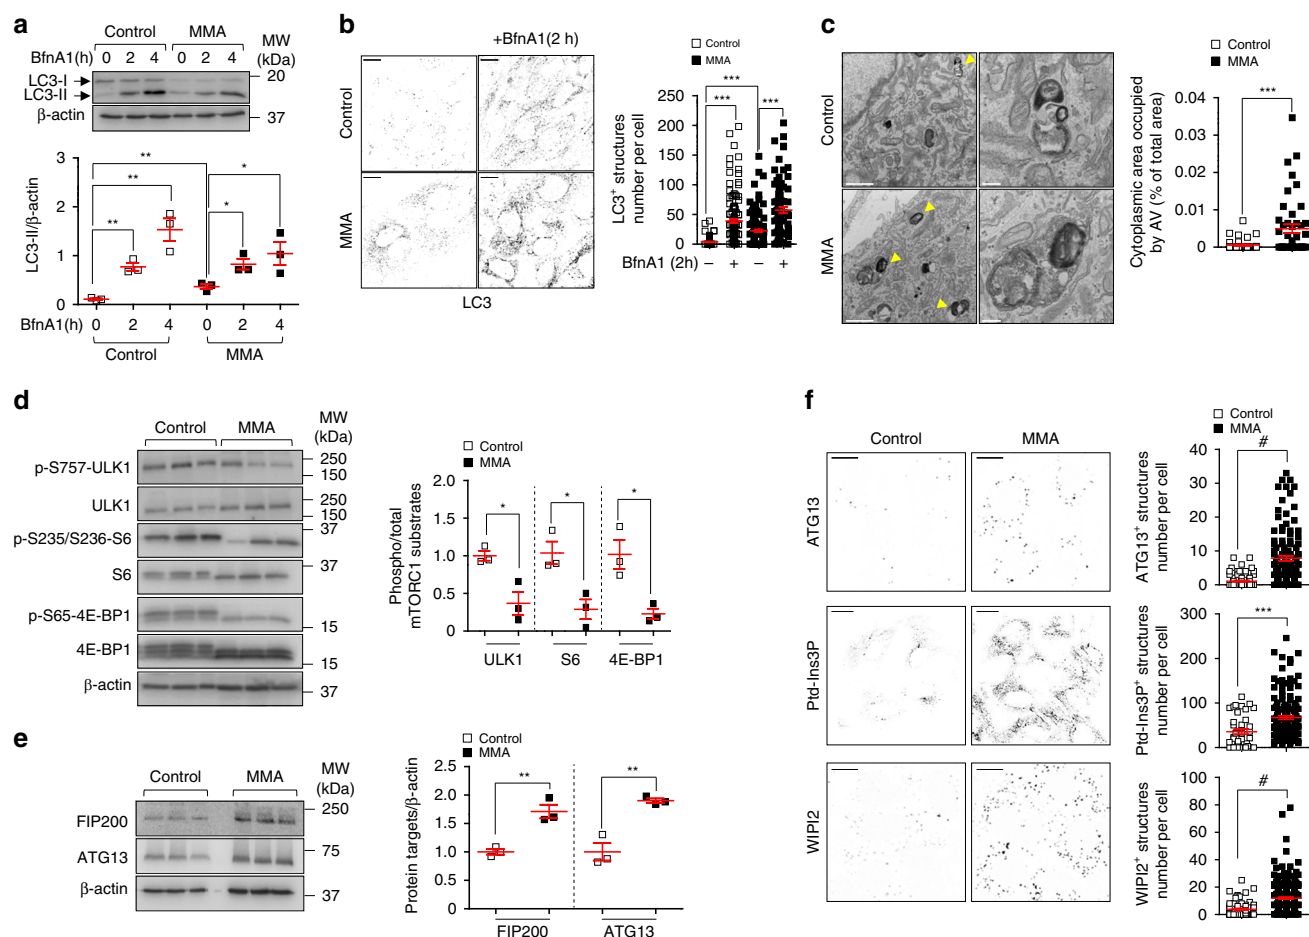 a
Control MMA
BfnA1(h) 0 2 4 0 2 4
MW
(kDa)
LC3-I
LC3-II
20
β-actin
37
LC3-II/β-actin
3
2
1
0
**
**
**
*
*
BfnA1(h) 0 2 4 0 2 4
Control MMA
b
+BfnA1(2 h)
Control
MMA
LC3
Control
MMA
LC3+ structures
number per cell
250
200
150
100
50
0
***
***
***
BfnA1 (2h) – + – +
c
Control
MMA
Control
MMA
Cytoplasmic area occupied
by AV (% of total area)
0.04
0.03
0.02
0.01
0
***
d
Control MMA
MW
(kDa)
p-S757-ULK1
250
150
ULK1
250
150
p-S235/S236-S6
37
S6
37
p-S65-4E-BP1
15
4E-BP1
15
β-actin
37
Control
MMA
Phospho/total
mTORC1 substrates
2.0
1.5
1.0
0.5
0
*
*
*
ULK1 S6 4E-BP1
e
Control MMA
MW
(kDa)
FIP200
250
ATG13
75
β-actin
37
Control
MMA
Protein targets/β-actin
2.5
2.0
1.5
1.0
0.5
0
**
**
FIP200 ATG13
f
Control MMA
ATG13
Ptd-Ins3P
WIPI2
Control
MMA
ATG13+ structures
number per cell
40
30
20
10
0
#
Ptd-Ins3P+ structures
number per cell
300
200
100
0
***
WIPI2+ structures
number per cell
100
80
60
40
20
0
#